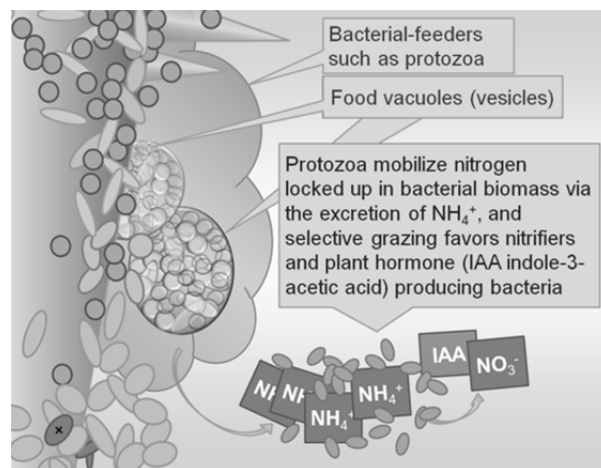 Bacterial-feeders
such as protozoa
Food vacuoles (vesicles)
Protozoa mobilize nitrogen
locked up in bacterial biomass via
the excretion of NH₄⁺, and
selective grazing favors nitrifiers
and plant hormone (IAA indole-3-
acetic acid) producing bacteria
IAA
NO₃⁻
NH₄⁺
NH₄⁺
×